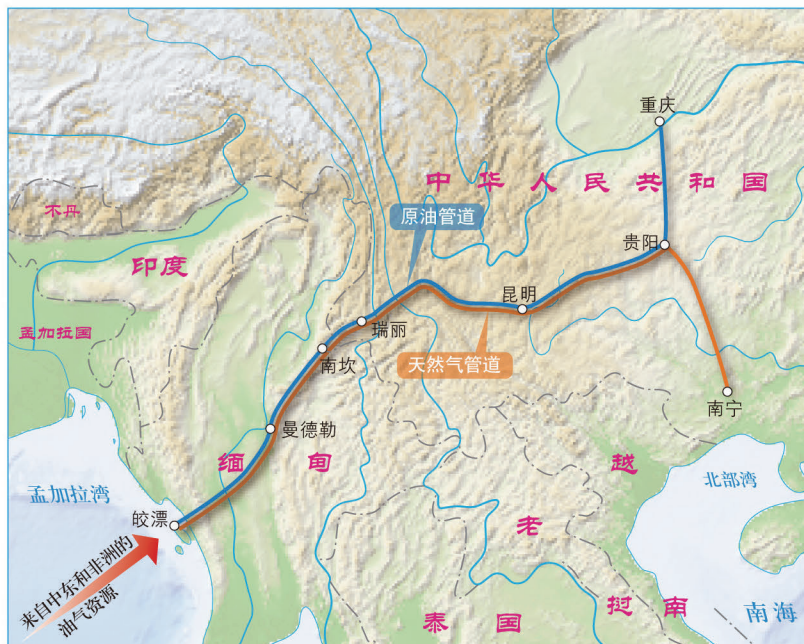 重庆
中华人民共和国
不丹
原油管道
贵阳
印度
昆明
孟加拉国
瑞丽
南坎
天然气管道
南宁
曼德勒
缅甸
越
北部湾
孟加拉湾
皎漂
老
来自中东和非洲的
油气资源
泰国
挝
南
南海